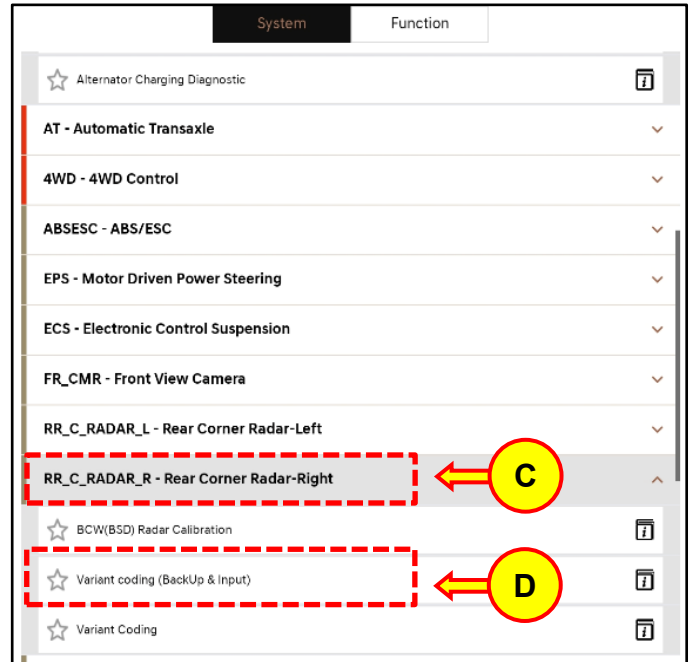 System
Function
Alternator Charging Diagnostic
AT - Automatic Transaxle
4WD - 4WD Control
ABSESC - ABS/ESC
EPS - Motor Driven Power Steering
ECS - Electronic Control Suspension
FR_CMR - Front View Camera
RR_C_RADAR_L - Rear Corner Radar-Left
RR_C_RADAR_R - Rear Corner Radar-Right
C
BCW(BSD) Radar Calibration
Variant coding (BackUp & Input)
D
Variant Coding